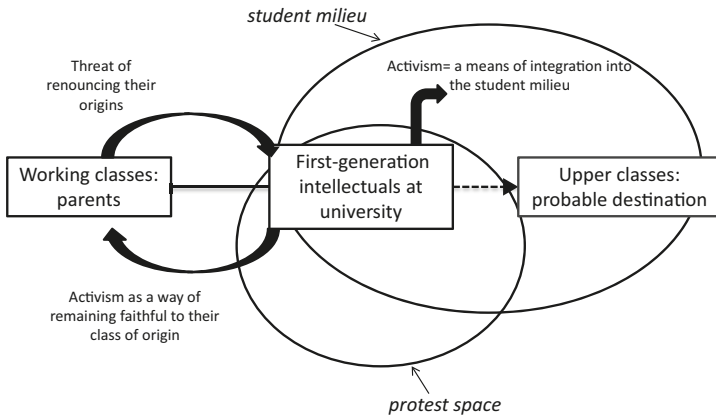 student milieu
Threat of
renouncing their
origins
Activism= a means of integration into
the student milieu
Working classes:
parents
First-generation
intellectuals at
university
Upper classes:
probable destination
Activism as a way of
remaining faithful to their
class of origin
protest space